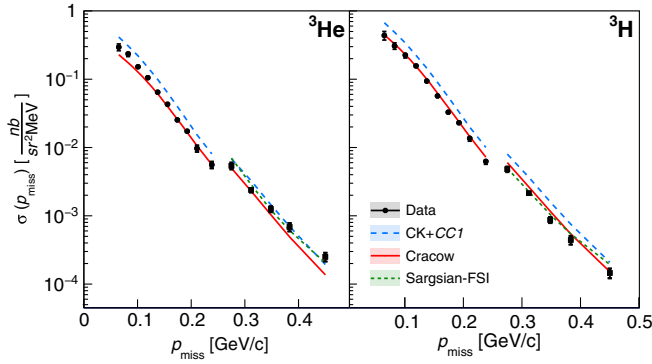 ³He
³H
σ (p_miss) [ nb / sr²MeV ]
1
10⁻¹
10⁻²
10⁻³
10⁻⁴
Data
CK+CC1
Cracow
Sargsian-FSI
0 0.1 0.2 0.3 0.4 0.1 0.2 0.3 0.4 0.5
p_miss [GeV/c] p_miss [GeV/c]